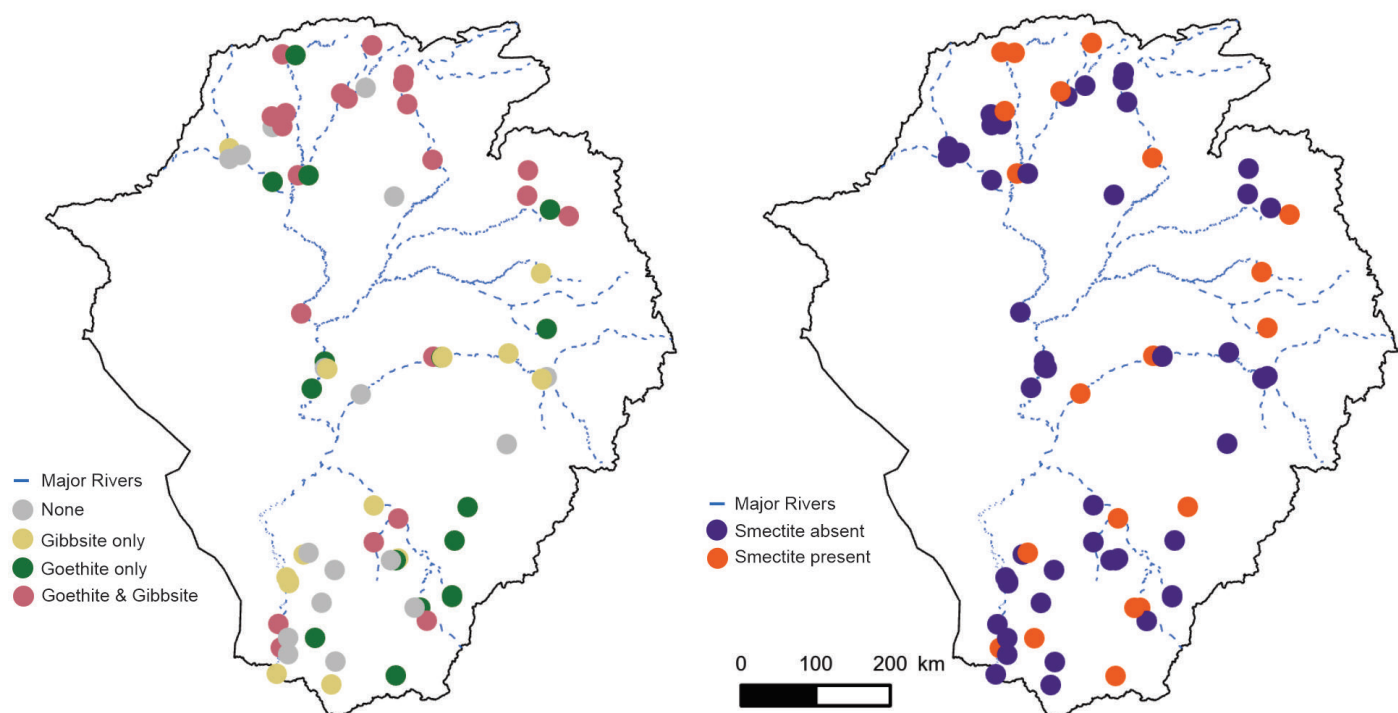 Major Rivers
None
Gibbsite only
Goethite only
Goethite & Gibbsite
Major Rivers
Smectite absent
Smectite present
0 100 200 km